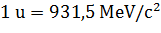 1 u = 931,5 MeV/c²